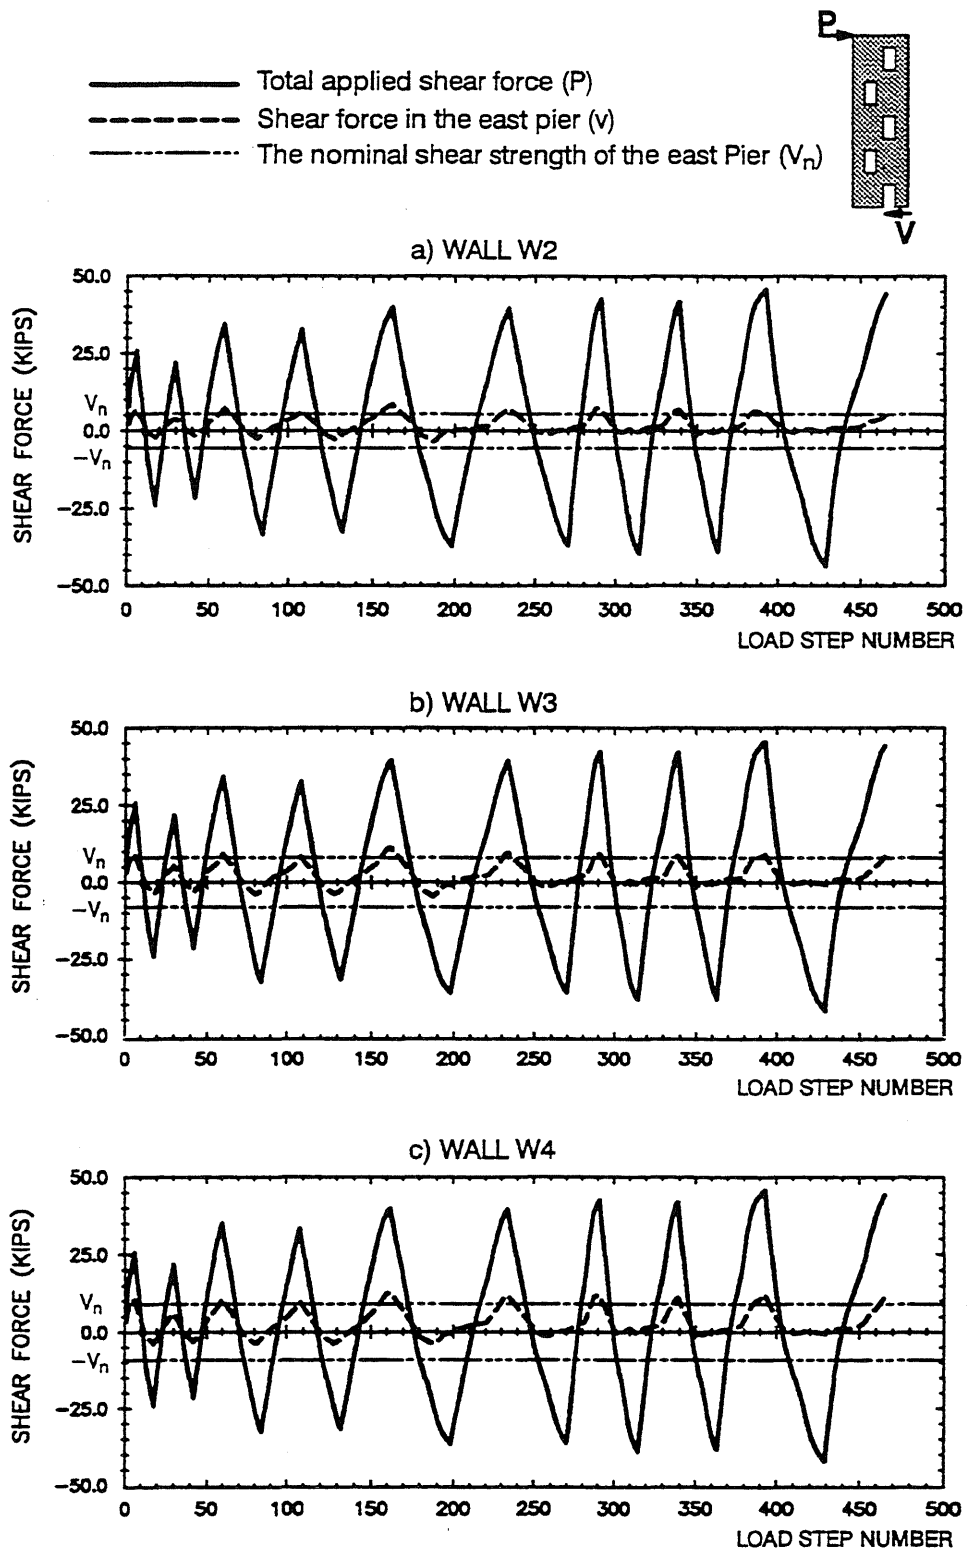 P
Total applied shear force (P)
Shear force in the east pier (v)
The nominal shear strength of the east Pier (Vn)
V
a) WALL W2
SHEAR FORCE (KIPS)
50.0
25.0
Vn
0.0
-Vn
-25.0
-50.0
0 50 100 150 200 250 300 350 400 450 500
LOAD STEP NUMBER
b) WALL W3
SHEAR FORCE (KIPS)
50.0
25.0
Vn
0.0
-Vn
-25.0
-50.0
0 50 100 150 200 250 300 350 400 450 500
LOAD STEP NUMBER
c) WALL W4
SHEAR FORCE (KIPS)
50.0
25.0
Vn
0.0
-Vn
-25.0
-50.0
0 50 100 150 200 250 300 350 400 450 500
LOAD STEP NUMBER